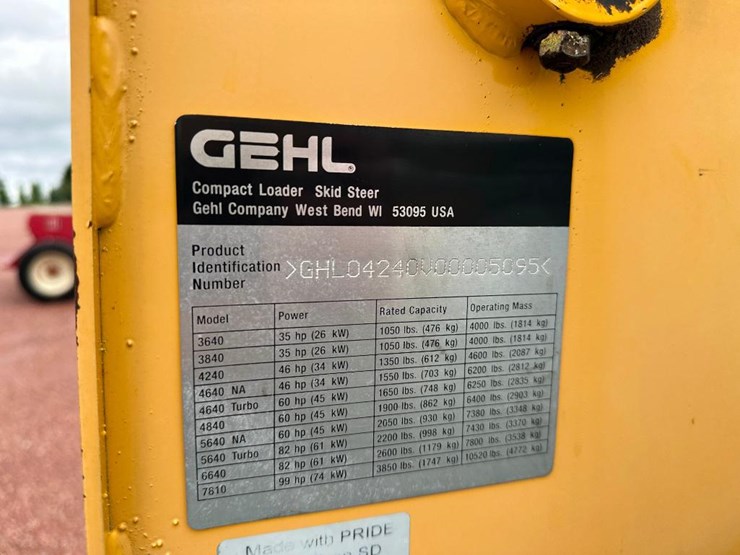 GEHL®
Compact Loader Skid Steer
Gehl Company West Bend WI 53095 USA
Product
Identification >GHL04240V00005095<
Number
Model Power Rated Capacity Operating Mass
3640 35 hp (26 kW) 1050 lbs. (476 kg) 4000 lbs. (1814 kg)
3840 35 hp (26 kW) 1050 lbs. (476 kg) 4000 lbs. (1814 kg)
4240 46 hp (34 kW) 1350 lbs. (612 kg) 4600 lbs. (2087 kg)
4640 NA 46 hp (34 kW) 1550 lbs. (703 kg) 6200 lbs. (2812 kg)
4640 Turbo 60 hp (45 kW) 1650 lbs. (748 kg) 6250 lbs. (2835 kg)
4840 60 hp (45 kW) 1900 lbs. (862 kg) 6400 lbs. (2903 kg)
5640 NA 60 hp (45 kW) 2050 lbs. (930 kg) 7380 lbs. (3348 kg)
5640 Turbo 82 hp (61 kW) 2200 lbs. (998 kg) 7430 lbs. (3370 kg)
6640 82 hp (61 kW) 2600 lbs. (1179 kg) 7800 lbs. (3538 kg)
7810 99 hp (74 kW) 3850 lbs. (1747 kg) 10520 lbs. (4772 kg)
Made with PRIDE
SD